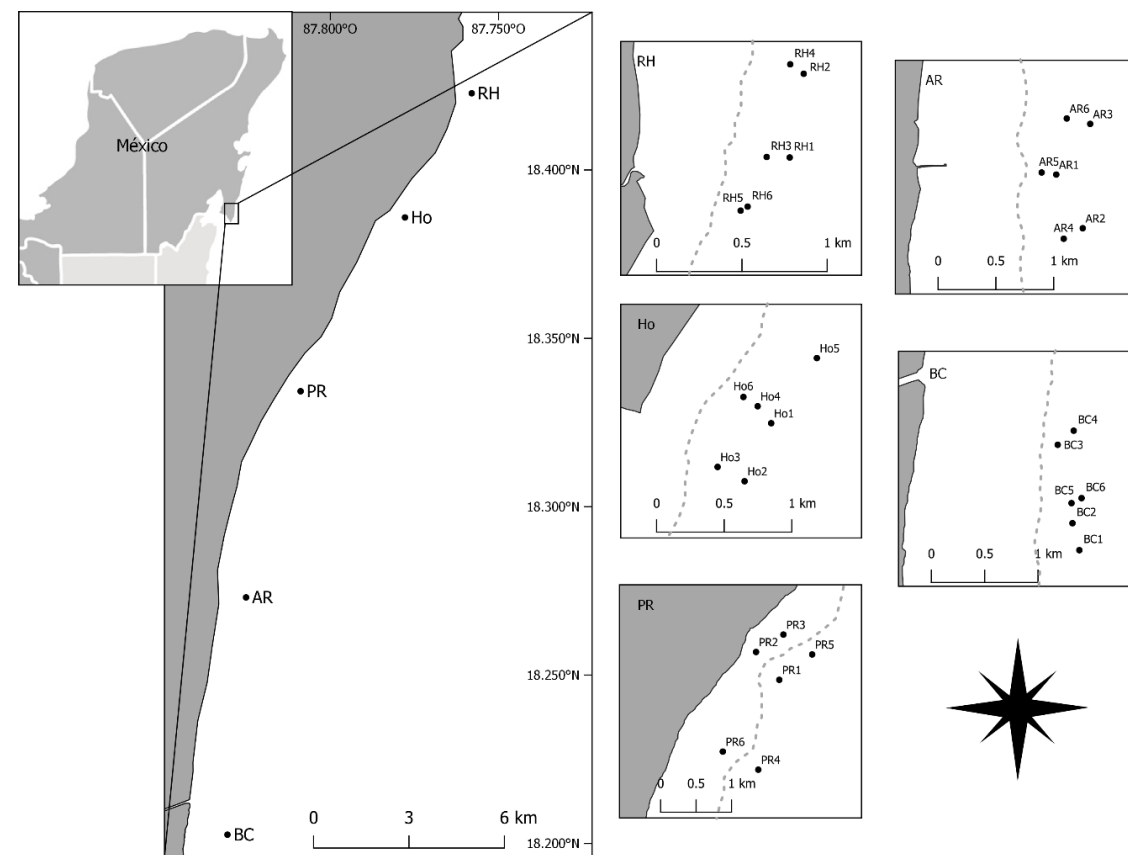 87.800°O
87.750°O
México
RH
Ho
PR
AR
BC
18.400°N
18.350°N
18.300°N
18.250°N
18.200°N
0 3 6 km
RH
RH4
RH2
RH3 RH1
RH5 RH6
0 0.5 1 km
Ho
Ho5
Ho6
Ho4
Ho1
Ho3
Ho2
0 0.5 1 km
PR
PR3
PR2
PR5
PR1
PR6
PR4
0 0.5 1 km
AR
AR6
AR3
AR5 AR1
AR2
AR4
0 0.5 1 km
BC
BC4
BC3
BC6
BC5
BC2
BC1
0 0.5 1 km